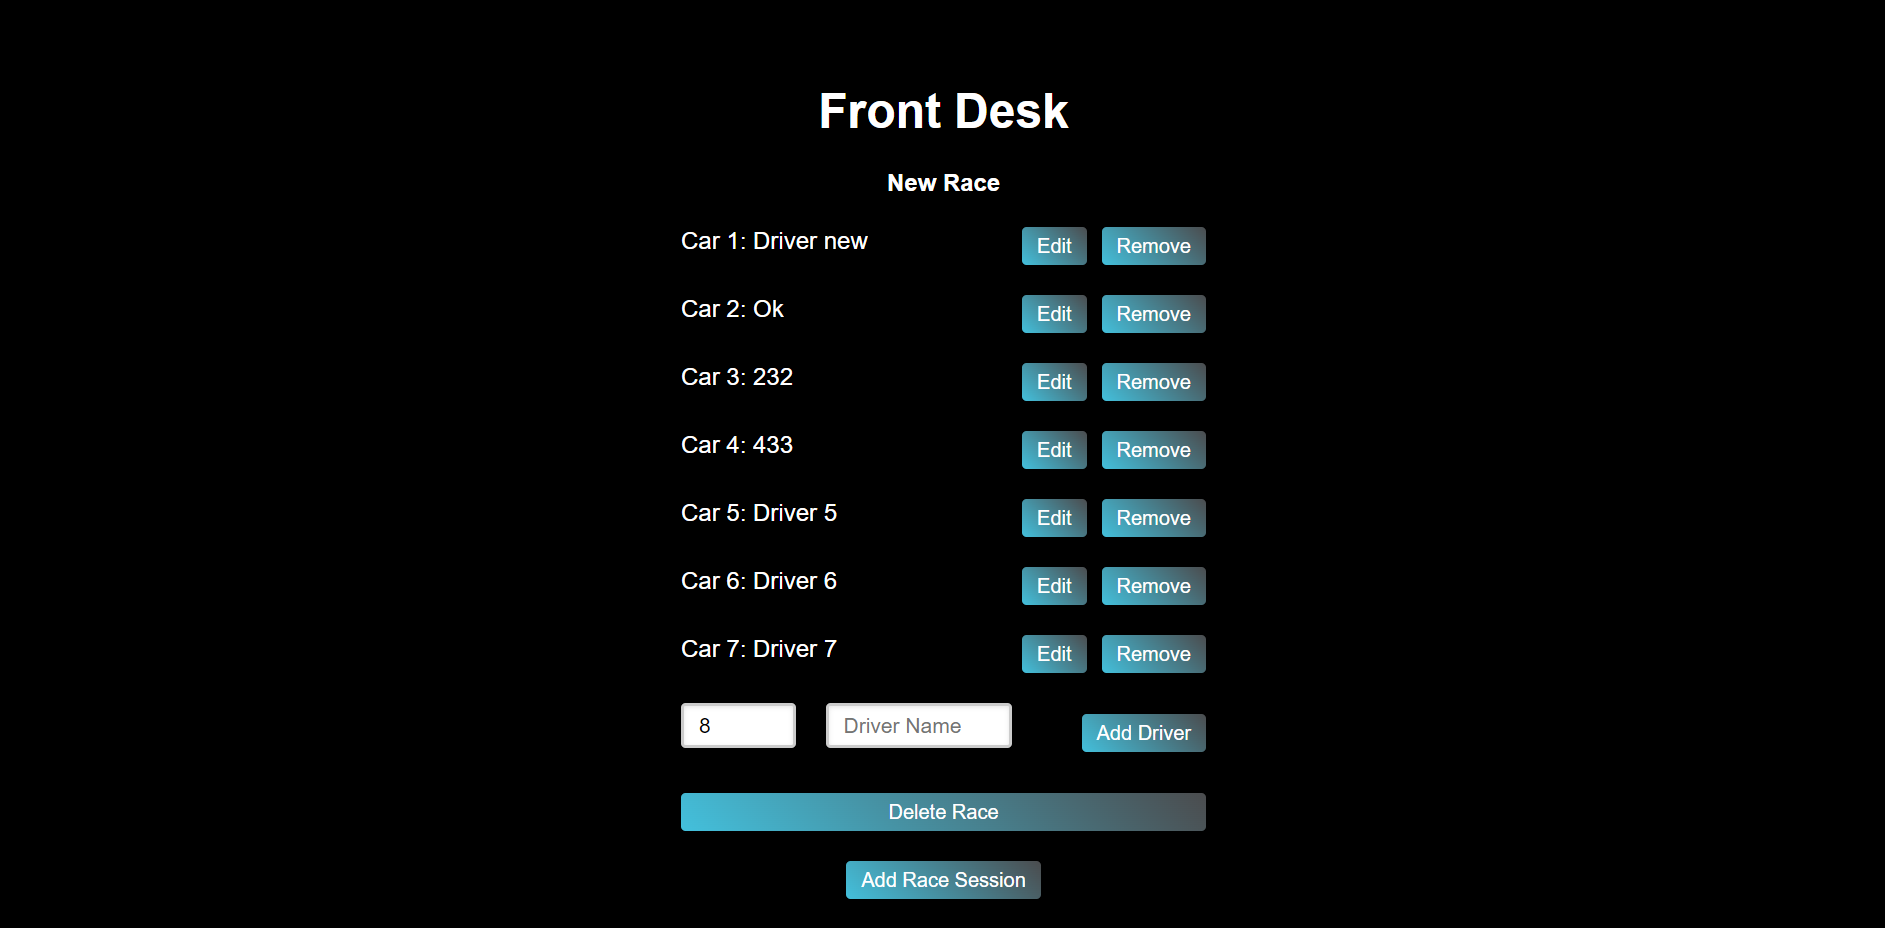 Front Desk
New Race
Car 1: Driver new Edit Remove
Car 2: Ok Edit Remove
Car 3: 232 Edit Remove
Car 4: 433 Edit Remove
Car 5: Driver 5 Edit Remove
Car 6: Driver 6 Edit Remove
Car 7: Driver 7 Edit Remove
8 Driver Name Add Driver
Delete Race
Add Race Session